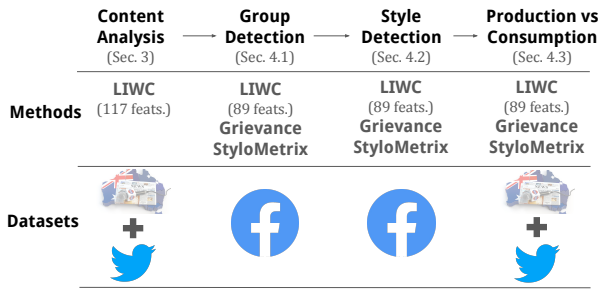 Content Analysis (Sec. 3)
Group Detection (Sec. 4.1)
Style Detection (Sec. 4.2)
Production vs Consumption (Sec. 4.3)
Methods
LIWC
(117 feats.)
LIWC
(89 feats.)
Grievance
StyloMetrix
LIWC
(89 feats.)
Grievance
StyloMetrix
LIWC
(89 feats.)
Grievance
StyloMetrix
Datasets
+
f
f
+